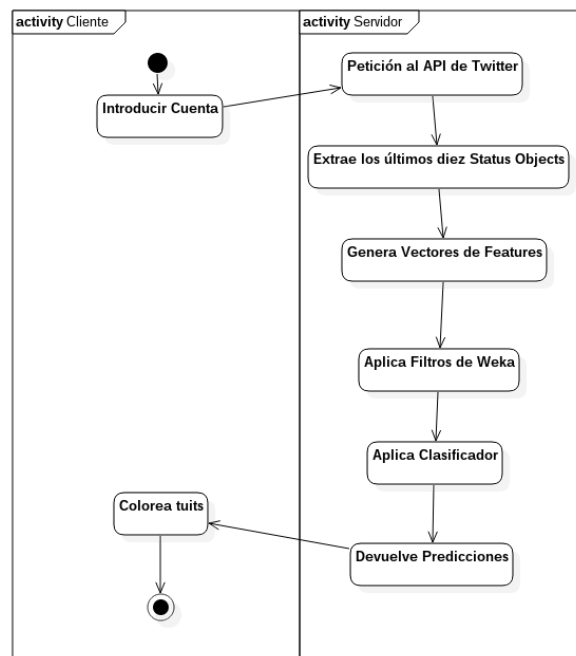 activity Cliente
activity Servidor
Petición al API de Twitter
Introducir Cuenta
Extrae los últimos diez Status Objects
Genera Vectores de Features
Aplica Filtros de Weka
Aplica Clasificador
Colorea tuits
Devuelve Predicciones